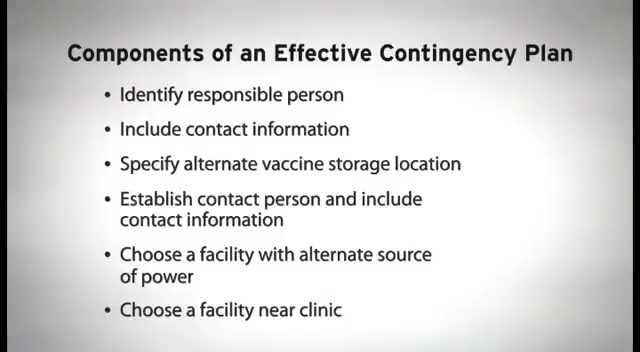 Components of an Effective Contingency Plan
• Identify responsible person
• Include contact information
• Specify alternate vaccine storage location
• Establish contact person and include
contact information
• Choose a facility with alternate source
of power
• Choose a facility near clinic